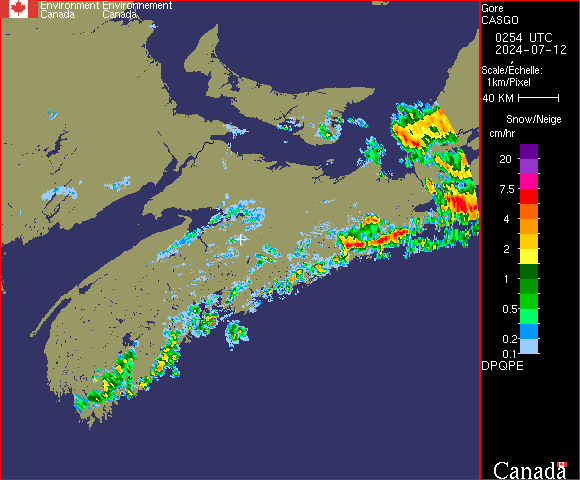 Environment Environnement
Canada Canada
Gore
CASGO
0254 UTC
2024-07-12
Scale/Échelle:
1km/Pixel
40 KM
Snow/Neige
cm/hr
20
7.5
4
2
1
0.5
0.2
0.1
DPQPE
Canada